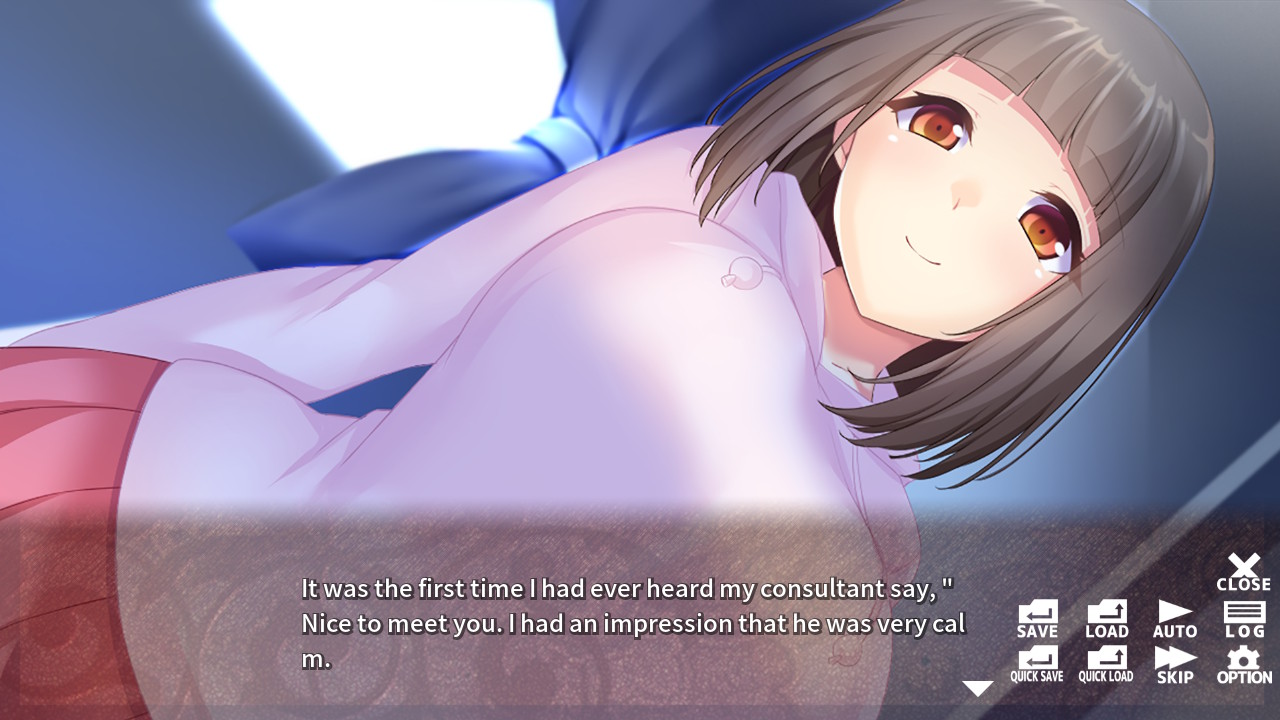 It was the first time I had ever heard my consultant say, "
Nice to meet you. I had an impression that he was very cal
m.
CLOSE
SAVE
LOAD
AUTO
LOG
QUICK SAVE
QUICK LOAD
SKIP
OPTION